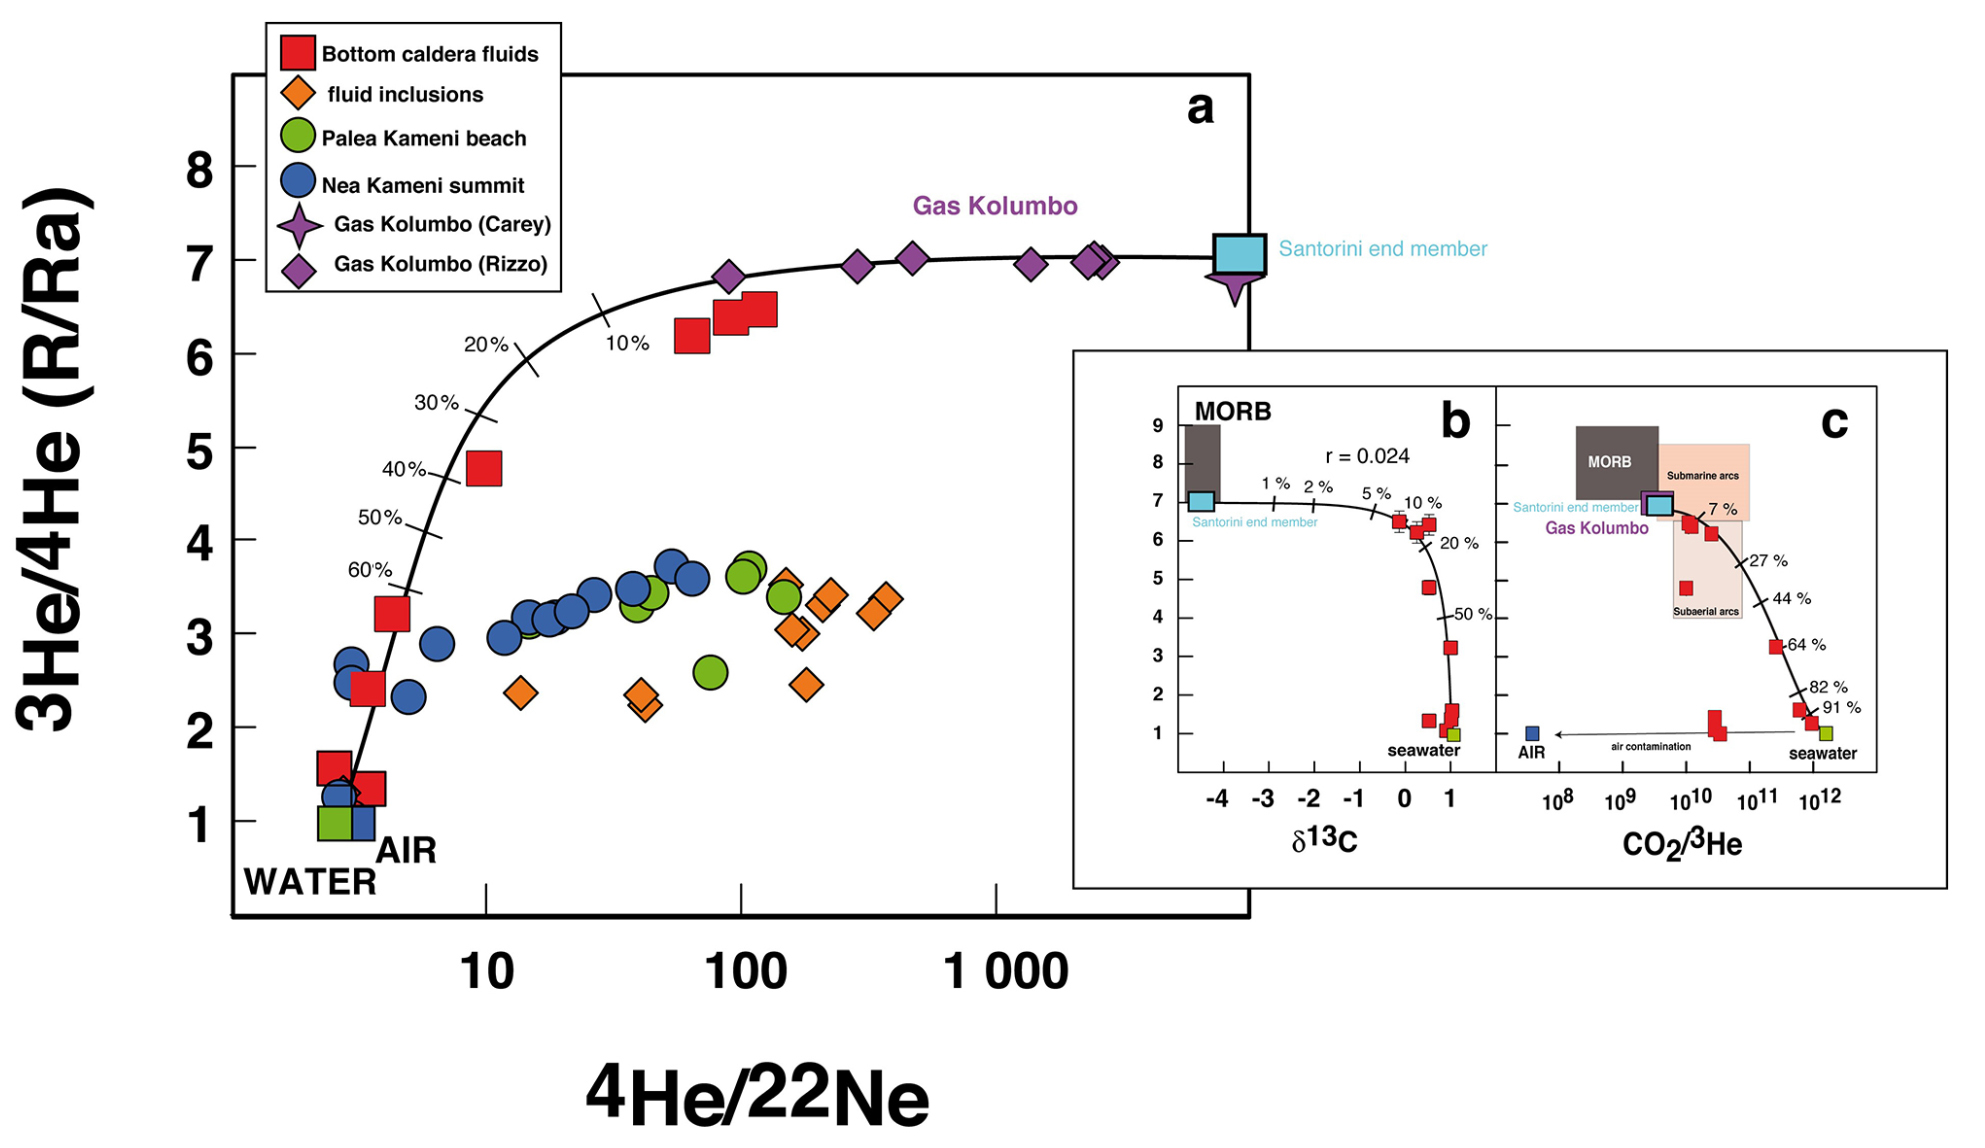 Bottom caldera fluids
fluid inclusions
Palea Kameni beach
Nea Kameni summit
Gas Kolumbo (Carey)
Gas Kolumbo (Rizzo)
a
3He/4He (R/Ra)
8
7
6
5
4
3
2
1
Gas Kolumbo
Santorini end member
10%
20%
30%
40%
50%
60%
AIR
WATER
10
100
1 000
4He/22Ne
b
MORB
r = 0.024
9
8
7
6
5
4
3
2
1
1 %
2 %
5 %
10 %
Santorini end member
20 %
50 %
seawater
-4
-3
-2
-1
0
1
δ13C
c
MORB
Submarine arcs
Santorini end member
Gas Kolumbo
7 %
27 %
44 %
Subaerial arcs
64 %
82 %
91 %
AIR
air contamination
seawater
10⁸
10⁹
10¹⁰
10¹¹
10¹²
CO2/3He